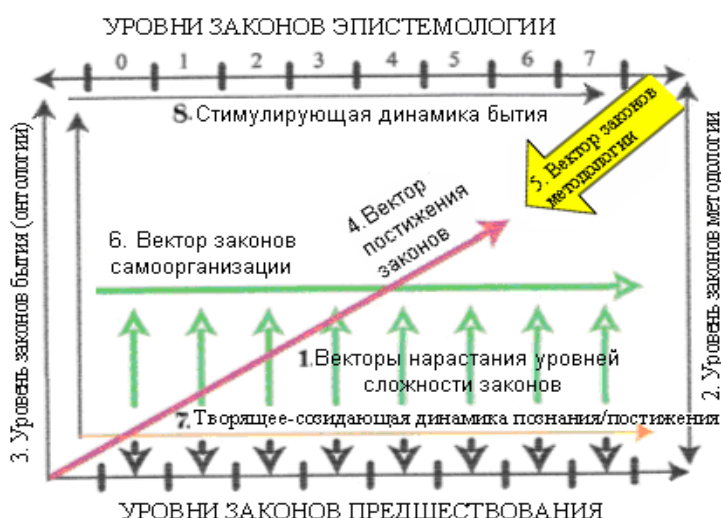 УРОВНИ ЗАКОНОВ ЭПИСТЕМОЛОГИИ
0 1 2 3 4 5 6 7
8. Стимулирующая динамика бытия
5. Вектор законов
методологии
4. Вектор
постижения
законов
6. Вектор законов
самоорганизации
3. Уровень законов бытия (онтологии)
2. Уровень законов методологии
1. Векторы нарастания уровней
сложности законов
7. Творящее-созидающая динамика познания/постижения
УРОВНИ ЗАКОНОВ ПРЕДШЕСТВОВАНИЯ